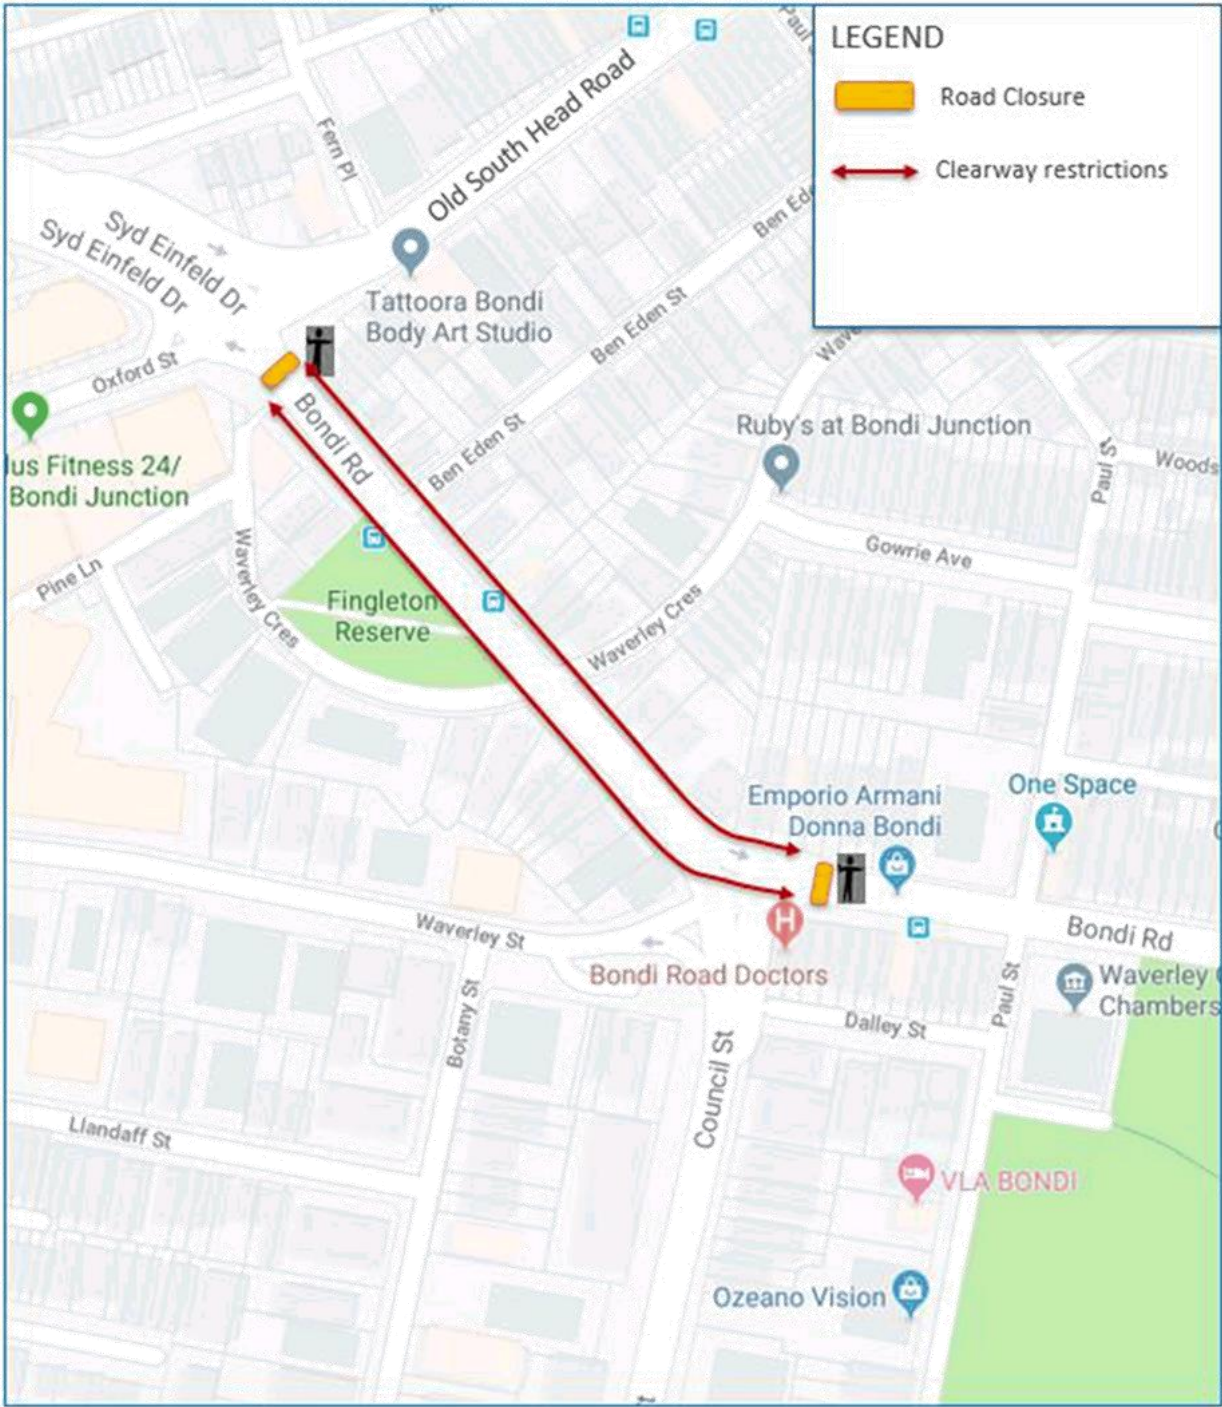 LEGEND
Road Closure
Clearway restrictions
Paul
Old South Head Road
Fern Pl
Syd Einfeld Dr
Syd Einfeld Dr
Tattoora Bondi
Body Art Studio
Ben Ed
Ben Eden St
Wave
Oxford St
Bondi Rd
Ben Eden St
Ruby's at Bondi Junction
lus Fitness 24/
Bondi Junction
Paul S
Woods
Gowrie Ave
Pine Ln
Waverley Cres
Fingleton
Reserve
Waverley Cres
Emporio Armani
Donna Bondi
One Space
H
Waverley St
Bondi Rd
Bondi Road Doctors
Waverley
Chambers
Paul St
Botany St
Dalley St
Council St
Llandaff St
VLA BONDI
Ozeano Vision